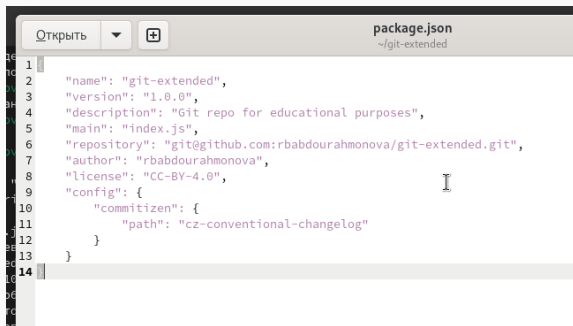 Открыть
package.json
~/git-extended
1 {
2 "name": "git-extended",
3 "version": "1.0.0",
4 "description": "Git repo for educational purposes",
5 "main": "index.js",
6 "repository": "git@github.com:rbabdourahmonova/git-extended.git",
7 "author": "rbabdourahmonova",
8 "license": "CC-BY-4.0",
9 "config": {
10 "commitizen": {
11 "path": "cz-conventional-changelog"
12 }
13 }
14 }